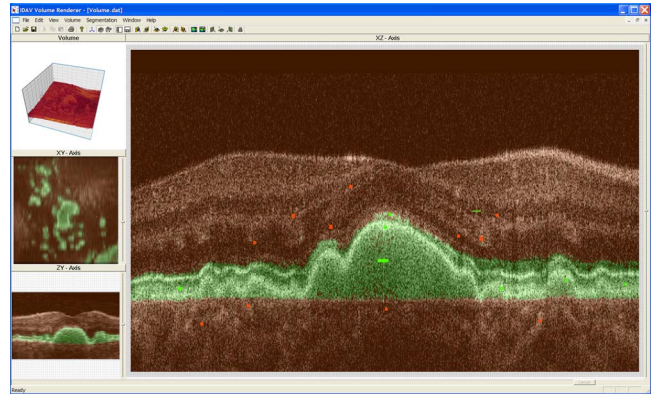 IDAV Volume Renderer - [Volume.dat]
File Edit View Volume Segmentation Window Help
Volume
XZ - Axis
XY - Axis
ZY - Axis
Ready